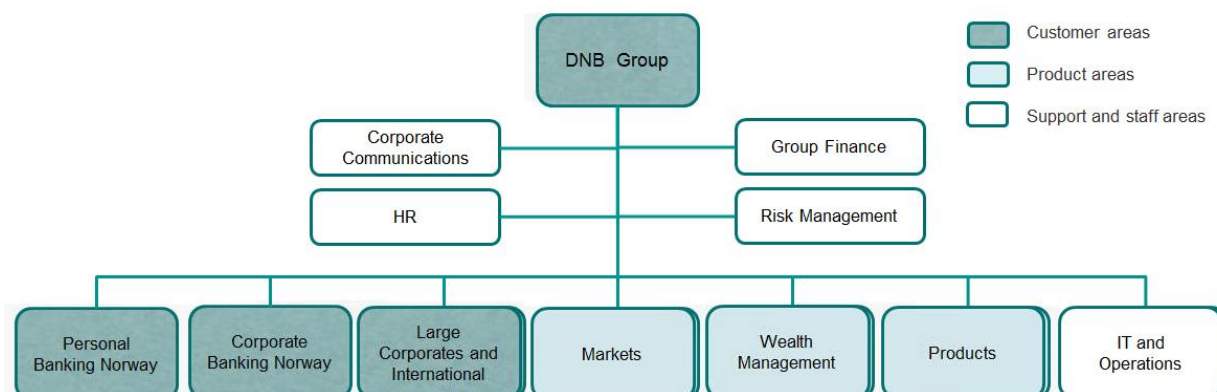 DNB Group
Customer areas
Product areas
Support and staff areas
Corporate
Communications
Group Finance
HR
Risk Management
Personal
Banking Norway
Corporate
Banking Norway
Large
Corporates and
International
Markets
Wealth
Management
Products
IT and
Operations